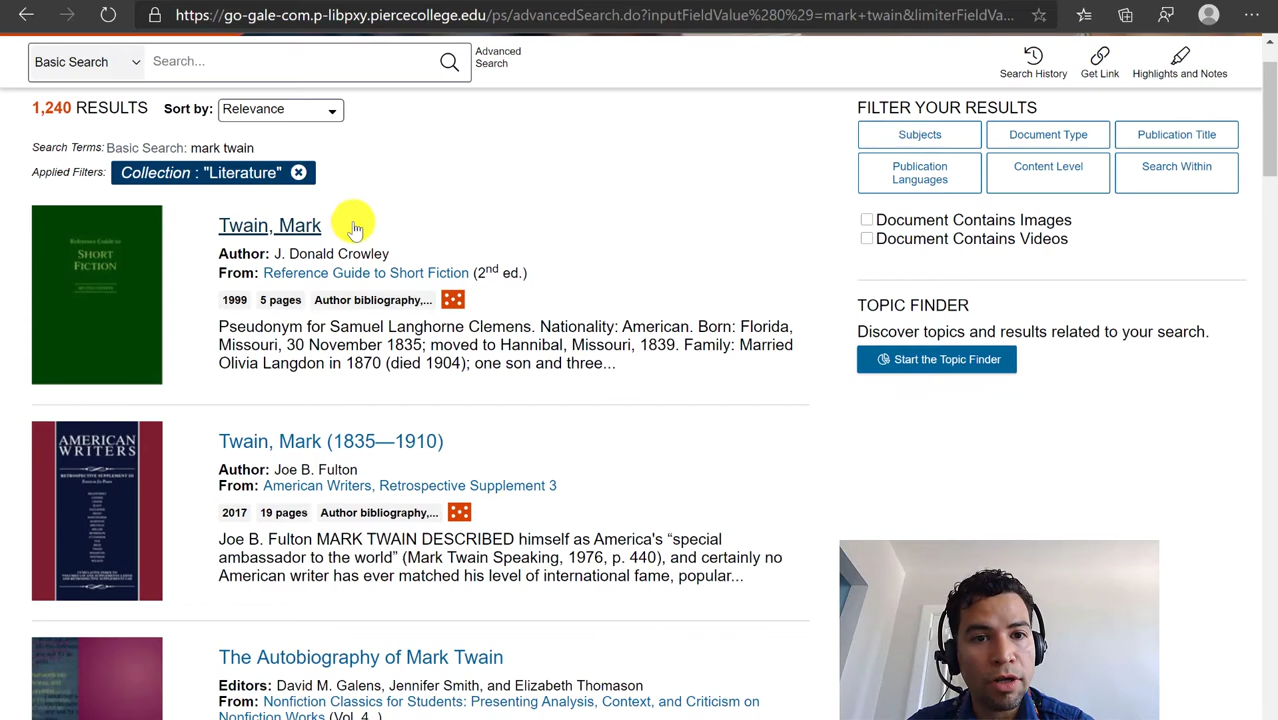 https://go-gale-com.ezproxy.piercecollege.edu/ps/advancedSearch.do?inputFieldValue%280%29=mark+twain&limiterFieldVa...
Basic Search
Search...
Advanced
Search
Search History
Get Link
Highlights and Notes
1,240 RESULTS
Sort by:
Relevance
FILTER YOUR RESULTS
Subjects
Document Type
Publication Title
Publication
Languages
Content Level
Search Within
Search Terms: Basic Search: mark twain
Applied Filters: Collection : "Literature"
Document Contains Images
Document Contains Videos
Reference Guide to
SHORT
FICTION
Twain, Mark
Author: J. Donald Crowley
From: Reference Guide to Short Fiction (2nd ed.)
1999 5 pages Author bibliography,...
Pseudonym for Samuel Langhorne Clemens. Nationality: American. Born: Florida,
Missouri, 30 November 1835; moved to Hannibal, Missouri, 1839. Family: Married
Olivia Langdon in 1870 (died 1904); one son and three...
TOPIC FINDER
Discover topics and results related to your search.
Start the Topic Finder
AMERICAN
WRITERS
Twain, Mark (1835—1910)
Author: Joe B. Fulton
From: American Writers, Retrospective Supplement 3
2017 19 pages Author bibliography,...
Joe B. Fulton MARK TWAIN DESCRIBED himself as America's “special
ambassador to the world” (Mark Twain Speaking, 1976, p. 440), and certainly no
American writer has ever matched his level of international fame, popular...
The Autobiography of Mark Twain
Editors: David M. Galens, Jennifer Smith, and Elizabeth Thomason
From: Nonfiction Classics for Students: Presenting Analysis, Context, and Criticism on
Nonfiction Works (Vol. 4.)